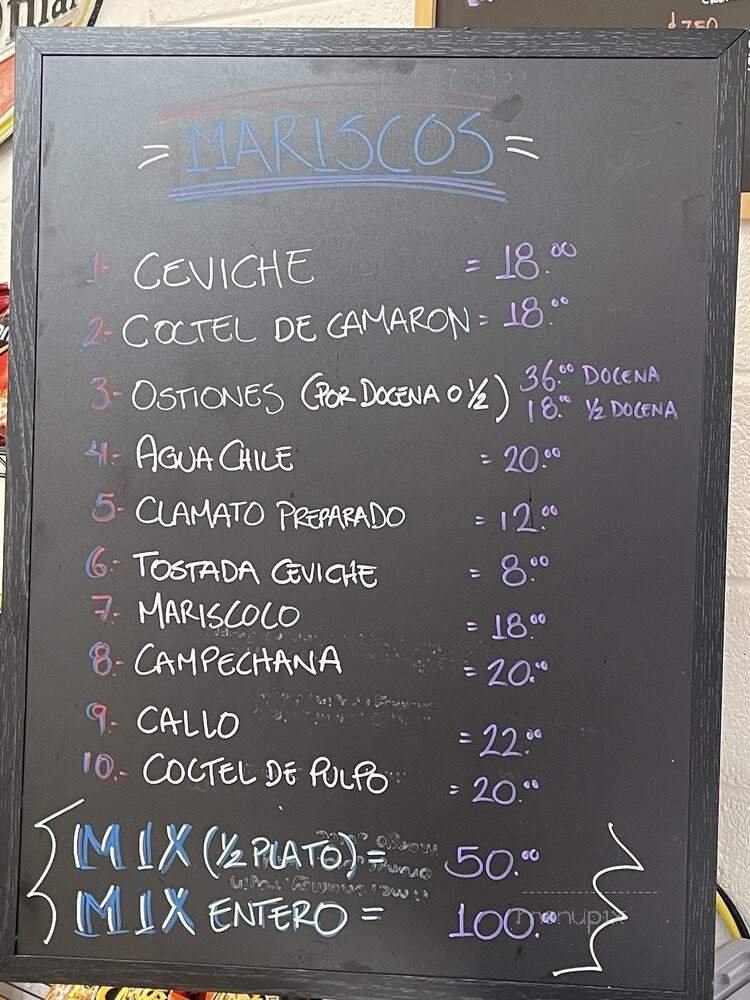 $7.50
MARISCOS
1- CEVICHE = 18.00
2- COCTEL DE CAMARON = 18.00
3- OSTIONES (POR DOCENA O 1/2) 36.00 DOCENA
18.00 1/2 DOCENA
4- AGUA CHILE = 20.00
5- CLAMATO PREPARADO = 12.00
6- TOSTADA CEVICHE = 8.00
7- MARISCOLO = 18.00
8- CAMPECHANA = 20.00
9- CALLO = 22.00
10.- COCTEL DE PULPO = 20.00
MIX (1/2 PLATO) = 50.00
MIX ENTERO = 100.00
menupix